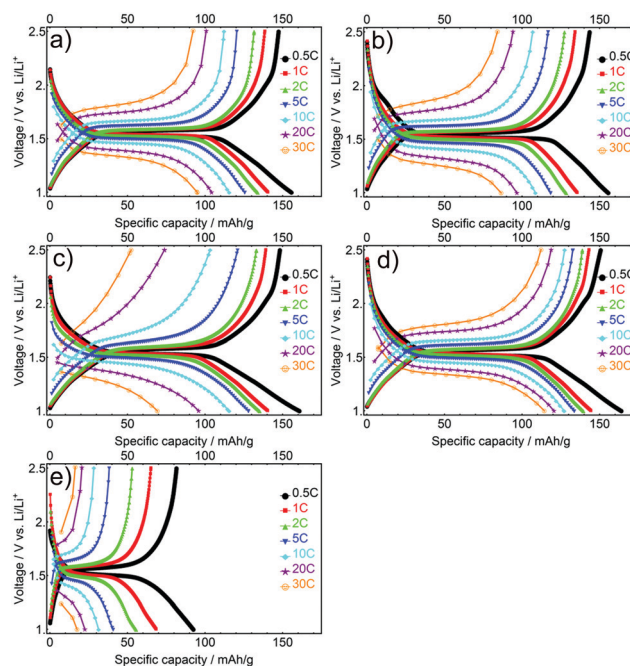 0 50 100 150 0 50 100 150
a) b)
2.5 2.5
0.5C 0.5C
1C 1C
2 2C 2 2C
5C 5C
10C 10C
1.5 20C 1.5 20C
30C 30C
1 1
Voltage / V vs. Li/Li⁺ Voltage / V vs. Li/Li⁺
0 50 100 150 0 50 100 150
Specific capacity / mAh/g Specific capacity / mAh/g
c) d)
2.5 2.5
0.5C 0.5C
1C 1C
2 2C 2 2C
5C 5C
10C 10C
1.5 20C 1.5 20C
30C 30C
1 1
Voltage / V vs. Li/Li⁺ Voltage / V vs. Li/Li⁺
0 50 100 150 0 50 100 150
Specific capacity / mAh/g Specific capacity / mAh/g
0 50 100 150
e)
2.5
0.5C
1C
2 2C
5C
10C
1.5 20C
30C
1
Voltage / V vs. Li/Li⁺
0 50 100 150
Specific capacity / mAh/g